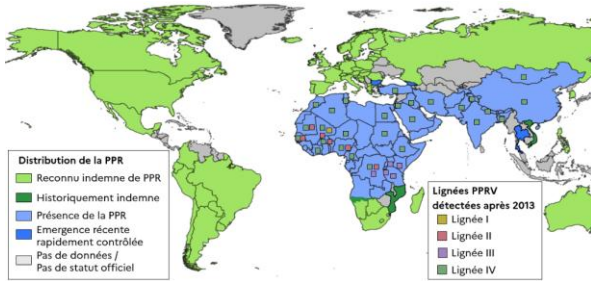 Distribution de la PPR
Reconnu indemne de PPR
Historiquement indemne
Présence de la PPR
Emergence récente
rapidement contrôlée
Pas de données /
Pas de statut officiel
Lignées PPRV
détectées après 2013
Lignée I
Lignée II
Lignée III
Lignée IV